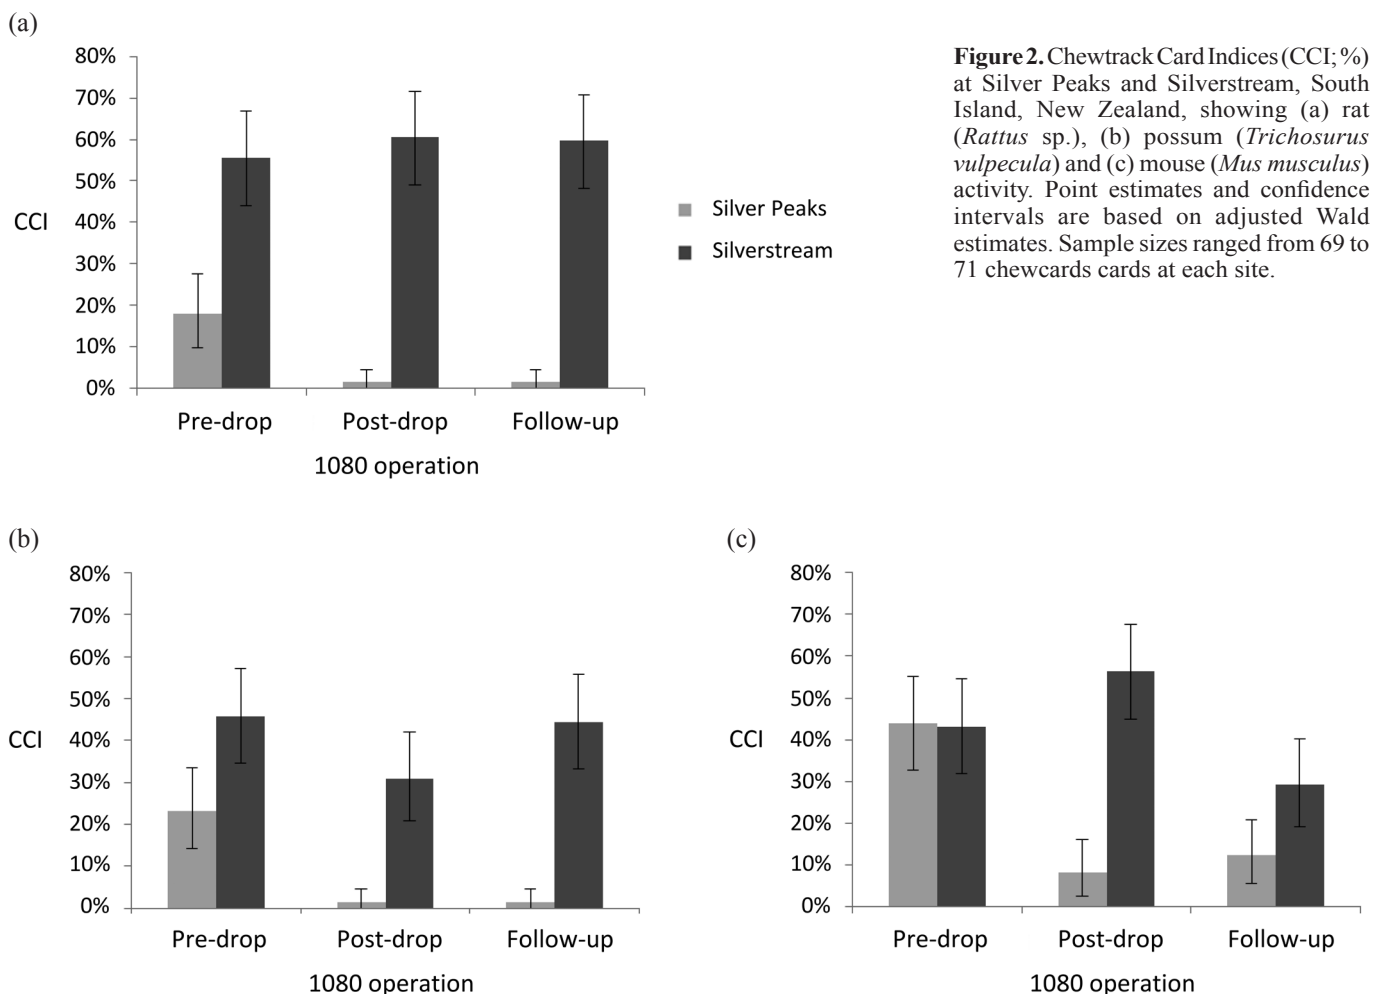 (a)
80%
70%
60%
50%
40%
30%
20%
10%
0%
CCI
Pre-drop Post-drop Follow-up
1080 operation
Silver Peaks
Silverstream
Figure 2. Chewtrack Card Indices (CCI; %)
at Silver Peaks and Silverstream, South
Island, New Zealand, showing (a) rat
(Rattus sp.), (b) possum (Trichosurus
vulpecula) and (c) mouse (Mus musculus)
activity. Point estimates and confidence
intervals are based on adjusted Wald
estimates. Sample sizes ranged from 69 to
71 chewcards cards at each site.
(b)
80%
70%
60%
50%
40%
30%
20%
10%
0%
CCI
Pre-drop Post-drop Follow-up
1080 operation
(c)
80%
70%
60%
50%
40%
30%
20%
10%
0%
CCI
Pre-drop Post-drop Follow-up
1080 operation